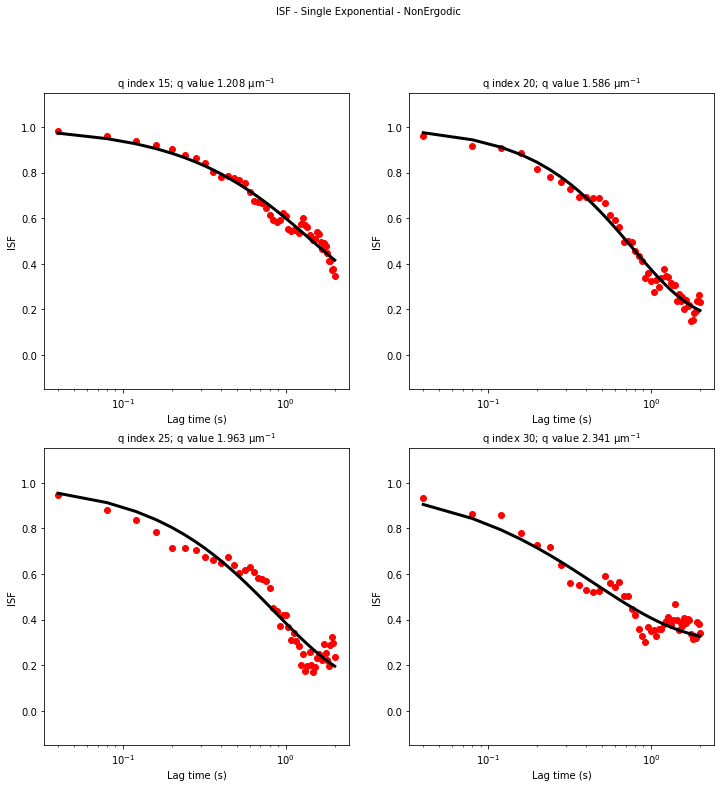 ISF - Single Exponential - NonErgodic
q index 15; q value 1.208 μm⁻¹
q index 20; q value 1.586 μm⁻¹
1.0
0.8
0.6
0.4
0.2
0.0
ISF
10⁻¹
10⁰
Lag time (s)
1.0
0.8
0.6
0.4
0.2
0.0
ISF
10⁻¹
10⁰
Lag time (s)
q index 25; q value 1.963 μm⁻¹
q index 30; q value 2.341 μm⁻¹
1.0
0.8
0.6
0.4
0.2
0.0
ISF
10⁻¹
10⁰
Lag time (s)
1.0
0.8
0.6
0.4
0.2
0.0
ISF
10⁻¹
10⁰
Lag time (s)